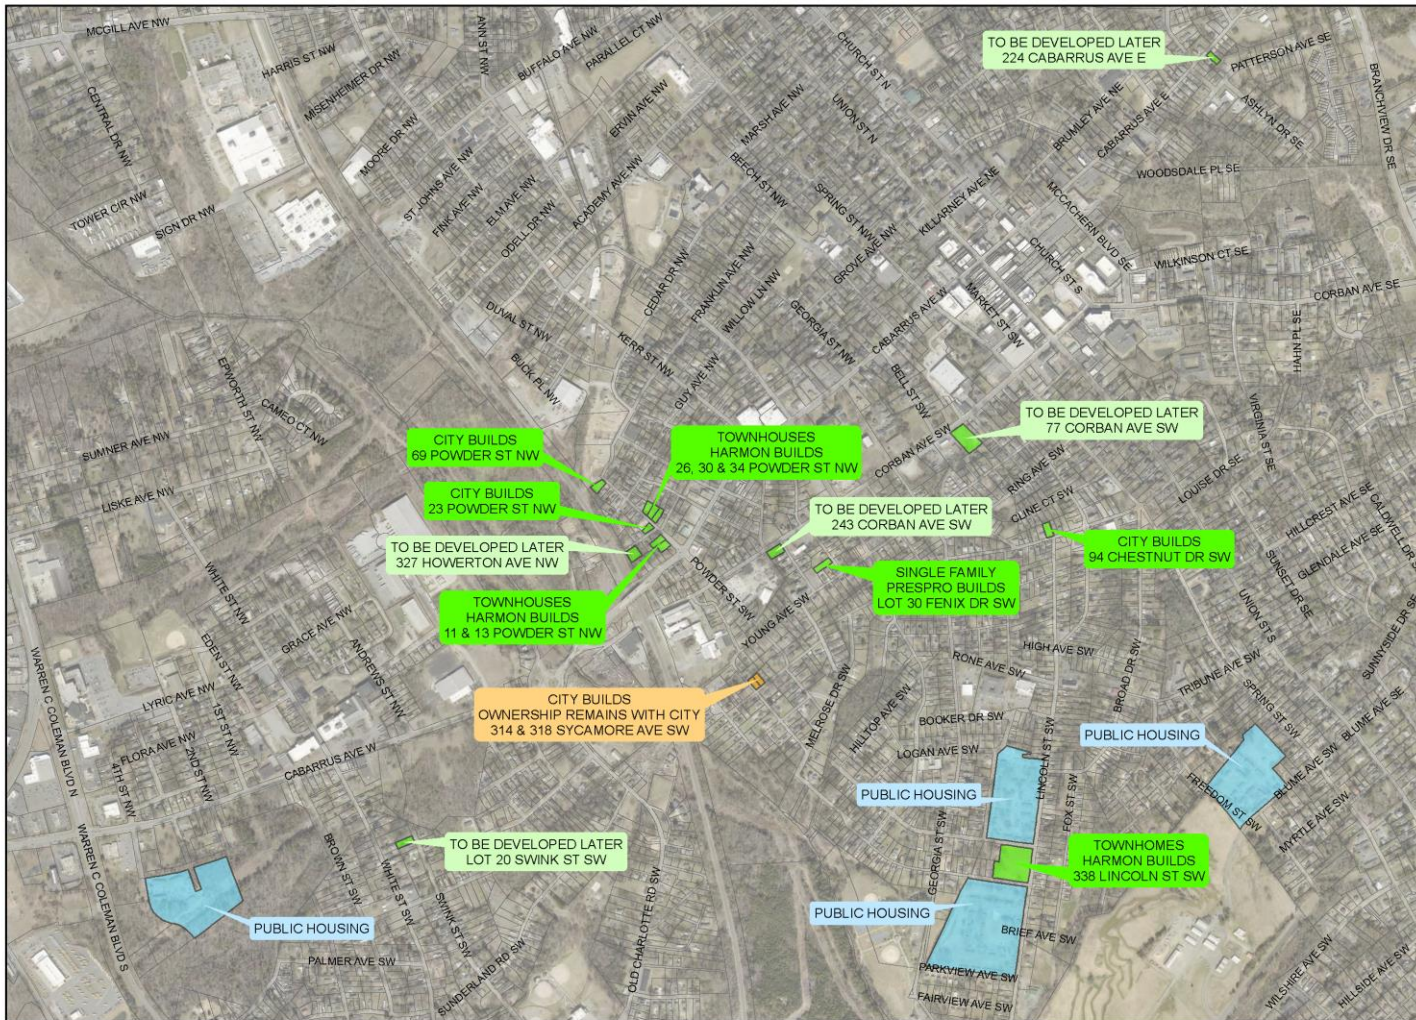 MCGILL AVE NW
HARRIS ST NW
MISENHEIMER DR NW
CENTRAL DR NW
TOWER CIR NW
SIGN DR NW
MOORE DR NW
ANN ST NW
BUFFALO AVE NW
PARALLEL CT NW
ERVIN AVE NW
ST JOHNS AVE NW
FINK AVE NW
ELM AVE NW
ODELL DR NW
ACADEMY AVE NW
MARSH AVE NW
BEECH ST NW
CHURCH ST N
UNION ST N
SPRING ST NW
GROVE AVE NW
KILLARNEY AVE NE
BRUMLEY AVE NE
CABARRUS AVE E
TO BE DEVELOPED LATER
224 CABARRUS AVE E
PATTERSON AVE SE
ASHLYN DR SE
BRANCHVIEW DR SE
WOODSDALE PL SE
MCCACHERN BLVD SE
WILKINSON CT SE
CORBAN AVE SE
HAHN PL SE
CHURCH ST S
MARKET ST SW
CABARRUS AVE W
GEORGIA ST NW
WILLOW LN NW
FRANKLIN AVE NW
CEDAR DR NW
KERR ST NW
GUY AVE NW
DUVAL ST NW
BUCK PL NW
EPWORTH ST NW
CAMEO CT NW
SUMNER AVE NW
LISKE AVE NW
BELL ST SW
CORBAN AVE SW
TO BE DEVELOPED LATER
77 CORBAN AVE SW
RING AVE SW
CLINE CT SW
VIRGINIA ST SE
LOUISE DR SE
HILLCREST AVE SE
GLENDALE AVE SE
CALDWELL DR SE
SUNSET DR SE
SUNNYSIDE DR SE
CITY BUILDS
69 POWDER ST NW
TOWNHOUSES
HARMON BUILDS
26, 30 & 34 POWDER ST NW
CITY BUILDS
23 POWDER ST NW
TO BE DEVELOPED LATER
243 CORBAN AVE SW
TO BE DEVELOPED LATER
327 HOWERTON AVE NW
CITY BUILDS
94 CHESTNUT DR SW
SINGLE FAMILY
PRESPRO BUILDS
LOT 30 FENIX DR SW
TOWNHOUSES
HARMON BUILDS
11 & 13 POWDER ST NW
POWDER ST SW
YOUNG AVE SW
WHITE ST NW
GRACE AVE NW
EDEN ST NW
ANDREWS ST NW
LYRIC AVE NW
1ST ST NW
2ND ST NW
FLORA AVE NW
4TH ST NW
CABARRUS AVE W
WARREN C COLEMAN BLVD N
WARREN C COLEMAN BLVD S
CITY BUILDS
OWNERSHIP REMAINS WITH CITY
314 & 318 SYCAMORE AVE SW
MELROSE DR SW
HILLTOP AVE SW
RONE AVE SW
HIGH AVE SW
BROAD DR SW
UNION ST S
TRIBUNE AVE SW
SPRING ST SW
BOOKER DR SW
LOGAN AVE SW
LINCOLN ST SW
FOX ST SW
GEORGIA ST SW
PUBLIC HOUSING
PUBLIC HOUSING
FREEDOM ST SW
BLUME AVE SW
BLUME AVE SE
MYRTLE AVE SW
TO BE DEVELOPED LATER
LOT 20 SWINK ST SW
TOWNHOMES
HARMON BUILDS
338 LINCOLN ST SW
PUBLIC HOUSING
PUBLIC HOUSING
BROWN ST SW
WHITE ST SW
SWINK ST SW
SUNDERLAND RD SW
OLD CHARLOTTE RD SW
PALMER AVE SW
BRIEF AVE SW
PARKVIEW AVE SW
FAIRVIEW AVE SW
WILSHIRE AVE SW
HILLSIDE AVE SW